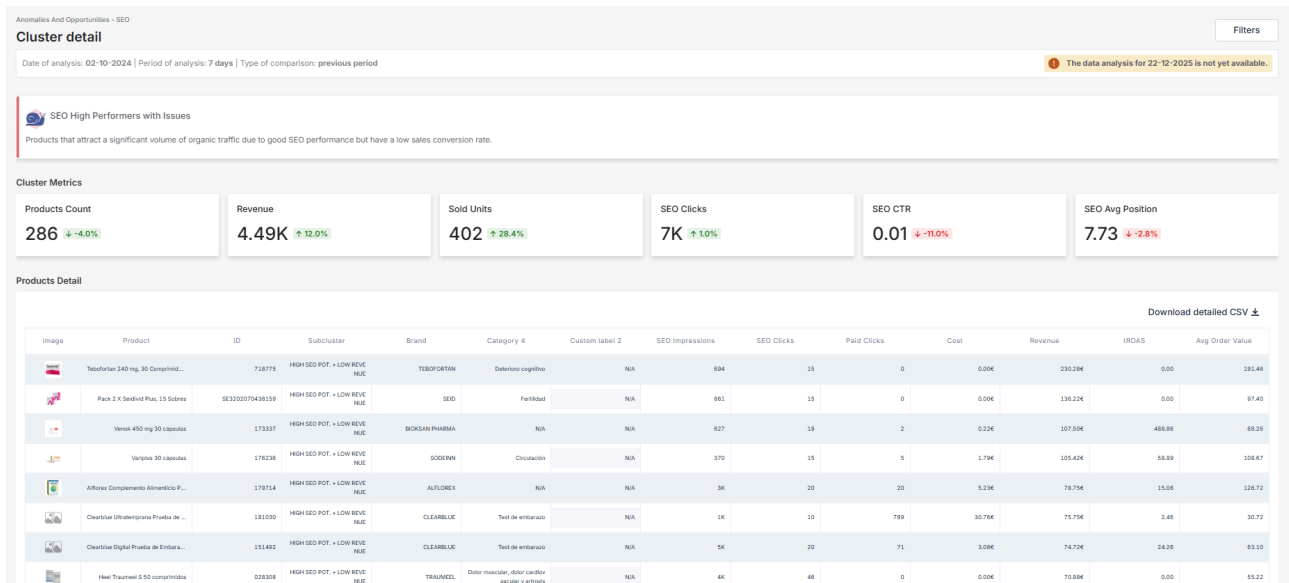 Anomalies And Opportunities - SEO
Cluster detail
Filters
Date of analysis: 02-10-2024 | Period of analysis: 7 days | Type of comparison: previous period
The data analysis for 22-12-2025 is not yet available.
SEO High Performers with Issues
Products that attract a significant volume of organic traffic due to good SEO performance but have a low sales conversion rate.
Cluster Metrics
Products Count
286 ↓ -4.0%
Revenue
4.49K ↑ 12.0%
Sold Units
402 ↑ 28.4%
SEO Clicks
7K ↑ 1.0%
SEO CTR
0.01 ↓ -11.0%
SEO Avg Position
7.73 ↓ -2.8%
Products Detail
Download detailed CSV
Image Product ID Subcluster Brand Category 4 Custom label 2 SEO Impressions SEO Clicks Paid Clicks Cost Revenue tROAS Avg Order Value
Tebofortan 240 mg, 30 Comprimid... 718775 HIGH SEO POT. + LOW REVE
NUE TEBOFORTAN Deterioro cognitivo N/A 694 15 0 0.00€ 230.29€ 0.00 191.46
Pack 2 X Seidivid Plus, 15 Sobres SE3202070438159 HIGH SEO POT. + LOW REVE
NUE SEID Fertilidad N/A 861 15 0 0.00€ 136.22€ 0.00 97.40
Venok 450 mg 30 cápsulas 173337 HIGH SEO POT. + LOW REVE
NUE BIOKSAN PHARMA N/A N/A 627 19 2 0.22€ 107.50€ 488.86 69.26
Variplus 30 cápsulas 176236 HIGH SEO POT. + LOW REVE
NUE SODEINN Circulación N/A 370 15 5 1.79€ 105.42€ 58.89 108.67
Alflorex Complemento Alimenticio P... 179714 HIGH SEO POT. + LOW REVE
NUE ALFLOREX N/A N/A 3K 20 20 5.23€ 78.75€ 15.06 126.72
Clearblue Ultratemprana Prueba de ... 181030 HIGH SEO POT. + LOW REVE
NUE CLEARBLUE Test de embarazo N/A 1K 10 789 30.76€ 75.75€ 2.46 30.72
Clearblue Digital Prueba de Embara... 151492 HIGH SEO POT. + LOW REVE
NUE CLEARBLUE Test de embarazo N/A 5K 20 71 3.08€ 74.72€ 24.26 63.10
Heel Traumeel S 50 comprimidos 028308 HIGH SEO POT. + LOW REVE
NUE TRAUMEEL Dolor muscular, dolor cardiov
ascular y artrosis N/A 4K 46 0 0.00€ 70.98€ 0.00 55.22